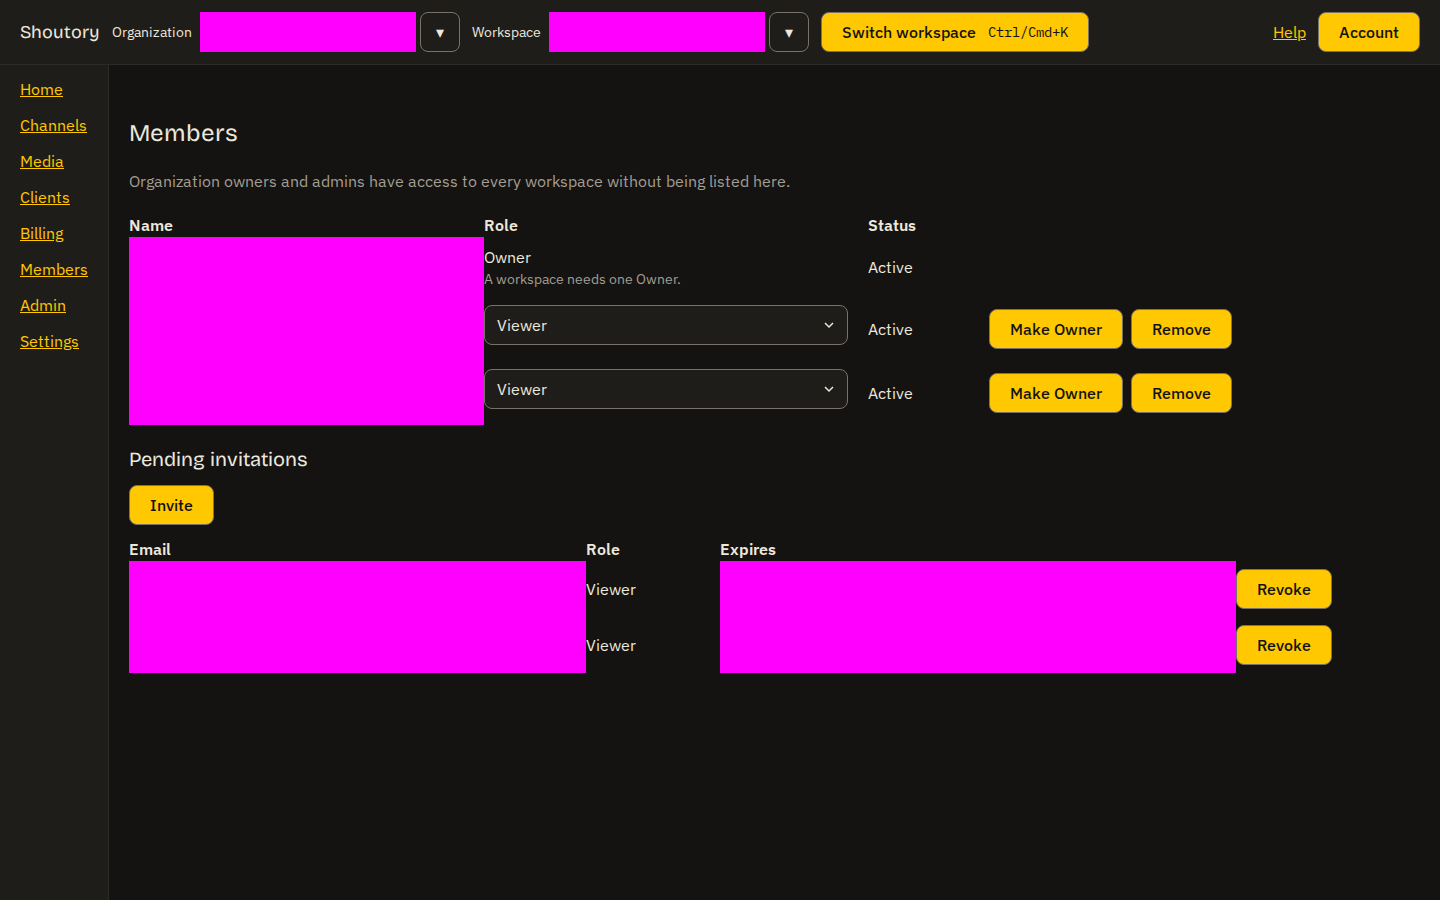 Shoutory Organization ▼ Workspace ▼ Switch workspace Ctrl/Cmd+K Help Account
Home
Channels
Media
Clients
Billing
Members
Admin
Settings
Members
Organization owners and admins have access to every workspace without being listed here.
Name Role Status
Owner
A workspace needs one Owner.
Active
Viewer Active Make Owner Remove
Viewer Active Make Owner Remove
Pending invitations
Invite
Email Role Expires
Viewer Revoke
Viewer Revoke